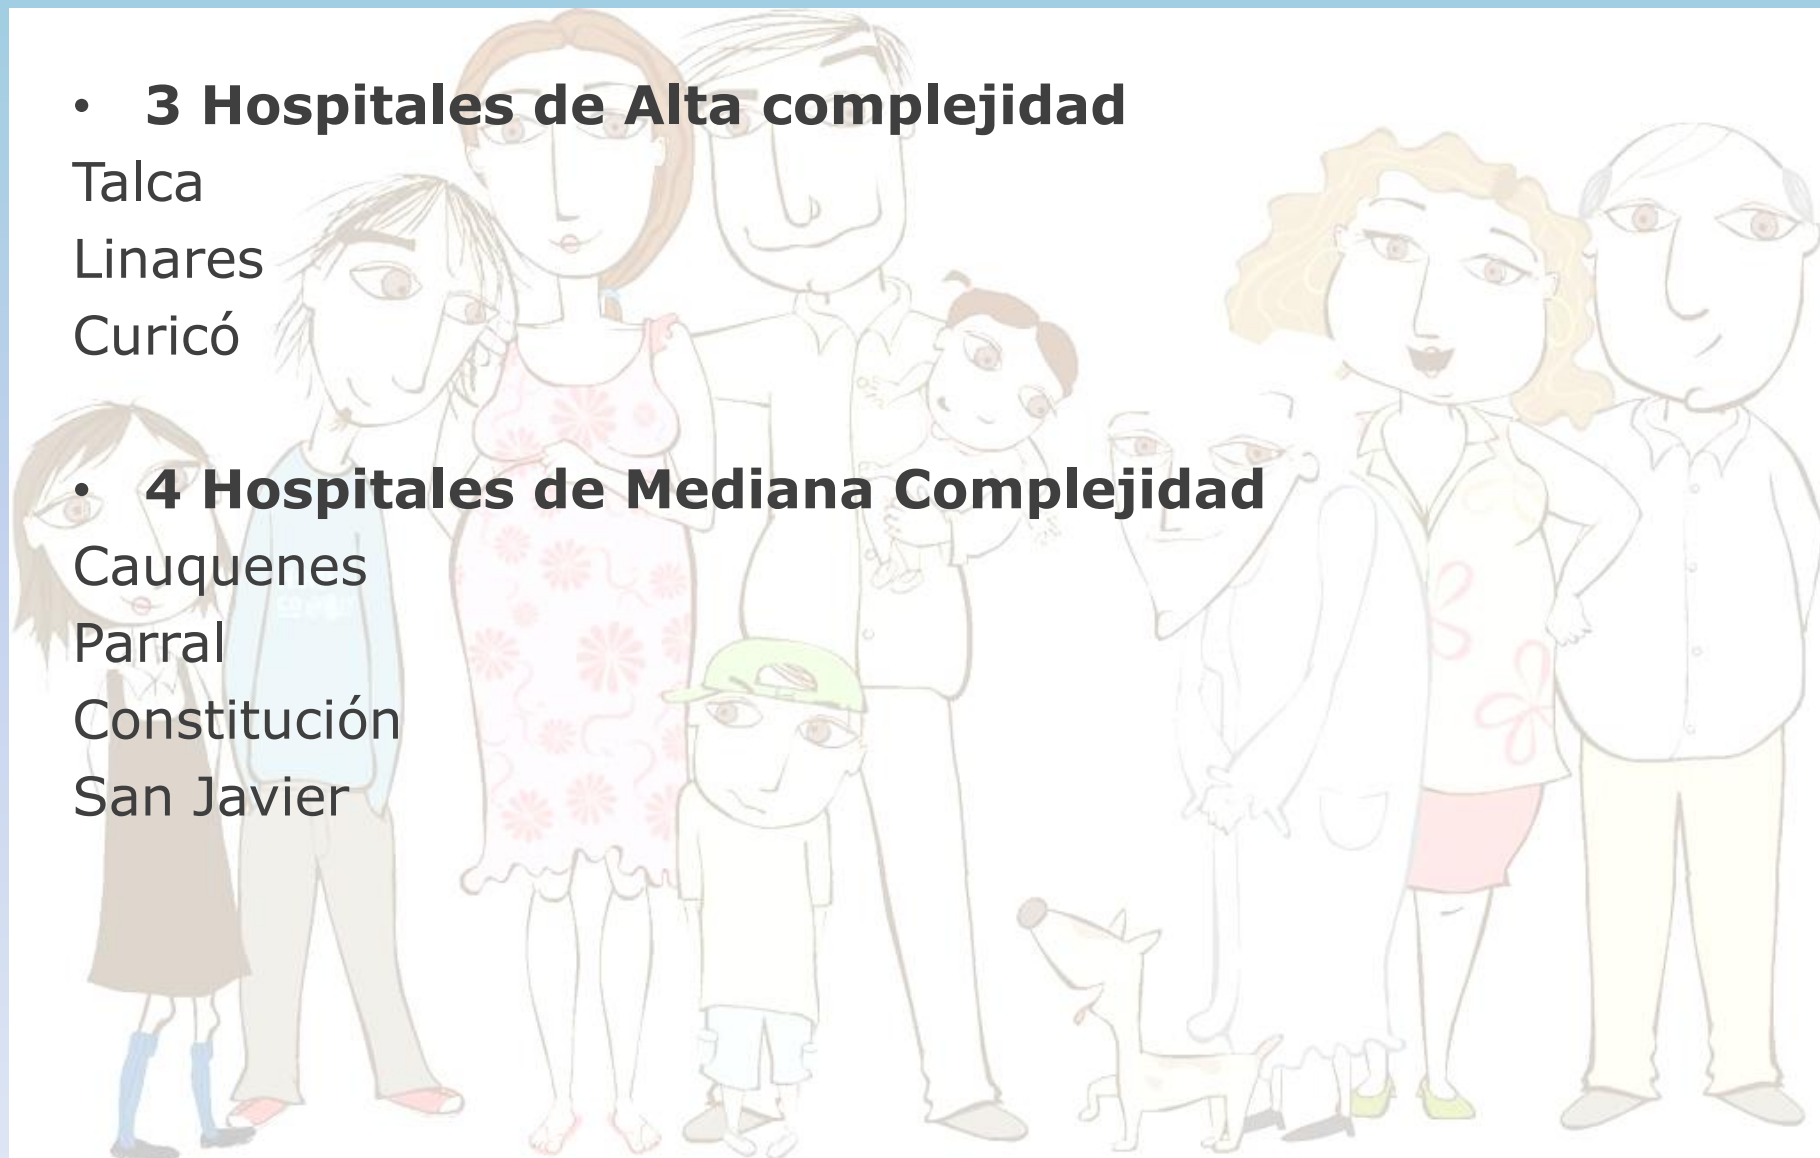 • 3 Hospitales de Alta complejidad
Talca
Linares
Curicó
• 4 Hospitales de Mediana Complejidad
Cauquenes
Parral
Constitución
San Javier